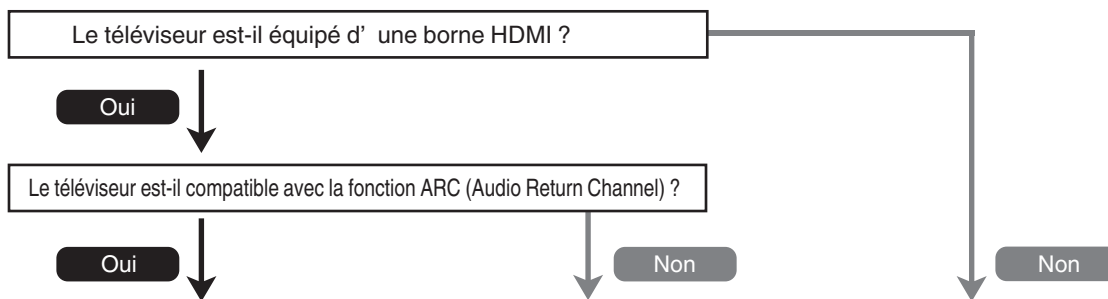 Le téléviseur est-il équipé d’ une borne HDMI ?
Oui
Le téléviseur est-il compatible avec la fonction ARC (Audio Return Channel) ?
Oui
Non
Non